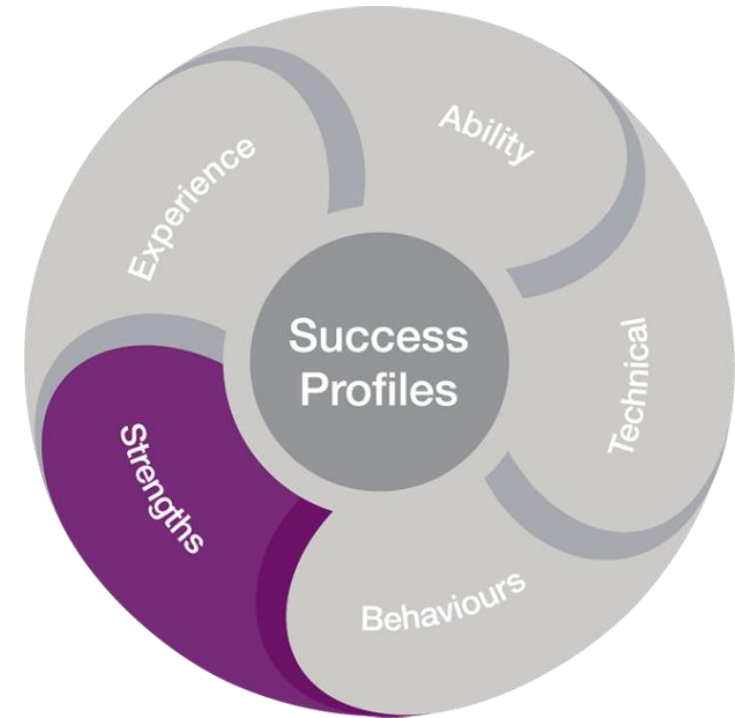 Ability
Technical
Behaviours
Strengths
Experience
Success
Profiles